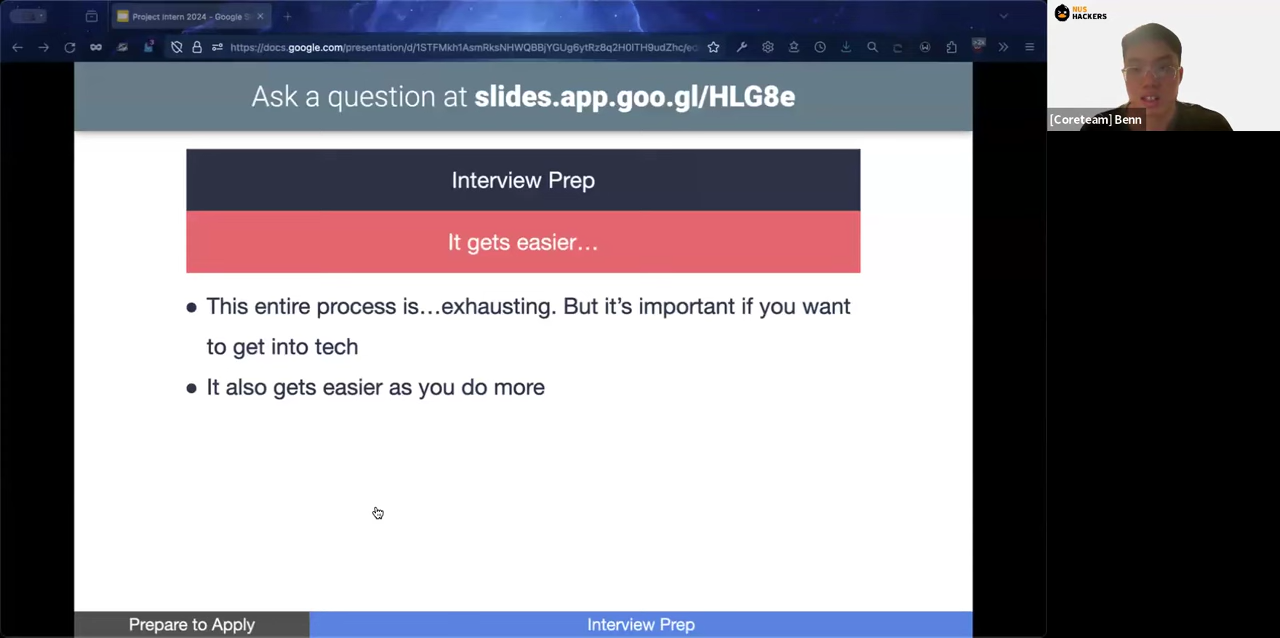 Project Intern 2024 - Google S
https://docs.google.com/presentation/d/1STFMkh1AsmRksNHWQBBjYGUg6ytRz8q2H0ITH9udZhc/ed
NUS
HACKERS
[Coreteam] Benn
Ask a question at slides.app.goo.gl/HLG8e
Interview Prep
It gets easier…
● This entire process is…exhausting. But it’s important if you want
to get into tech
● It also gets easier as you do more
Prepare to Apply
Interview Prep